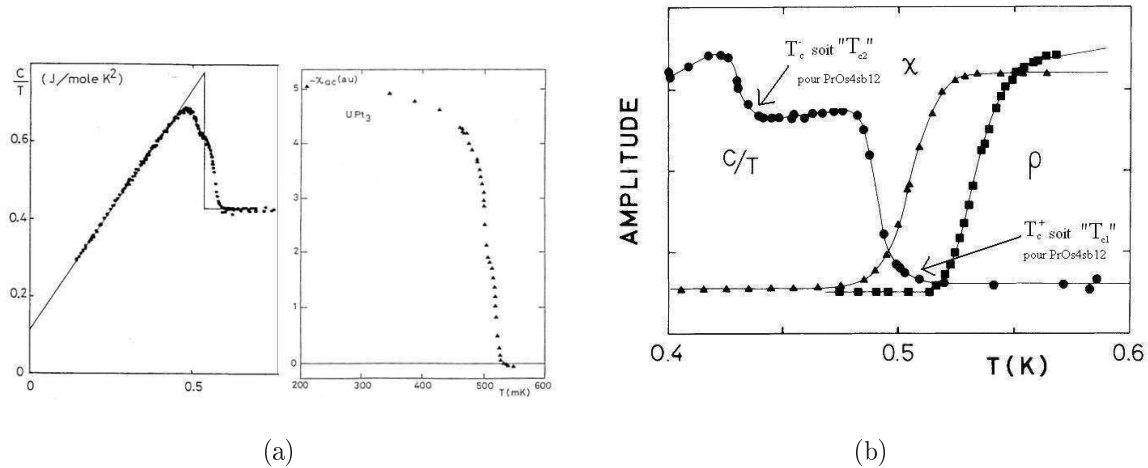 C/T (J/mole K²)
0.6
0.4
0.2
0
0
0.5
-χac(au)
UPt₃
5
4
3
2
1
0
200
300
400
500
T(mK)
600
(a)
AMPLITUDE
T⁻c soit "Tc2"
pour PrOs4sb12
χ
C/T
ρ
T⁺c soit "Tc1"
pour PrOs4sb12
0.4
0.5
T(K)
0.6
(b)